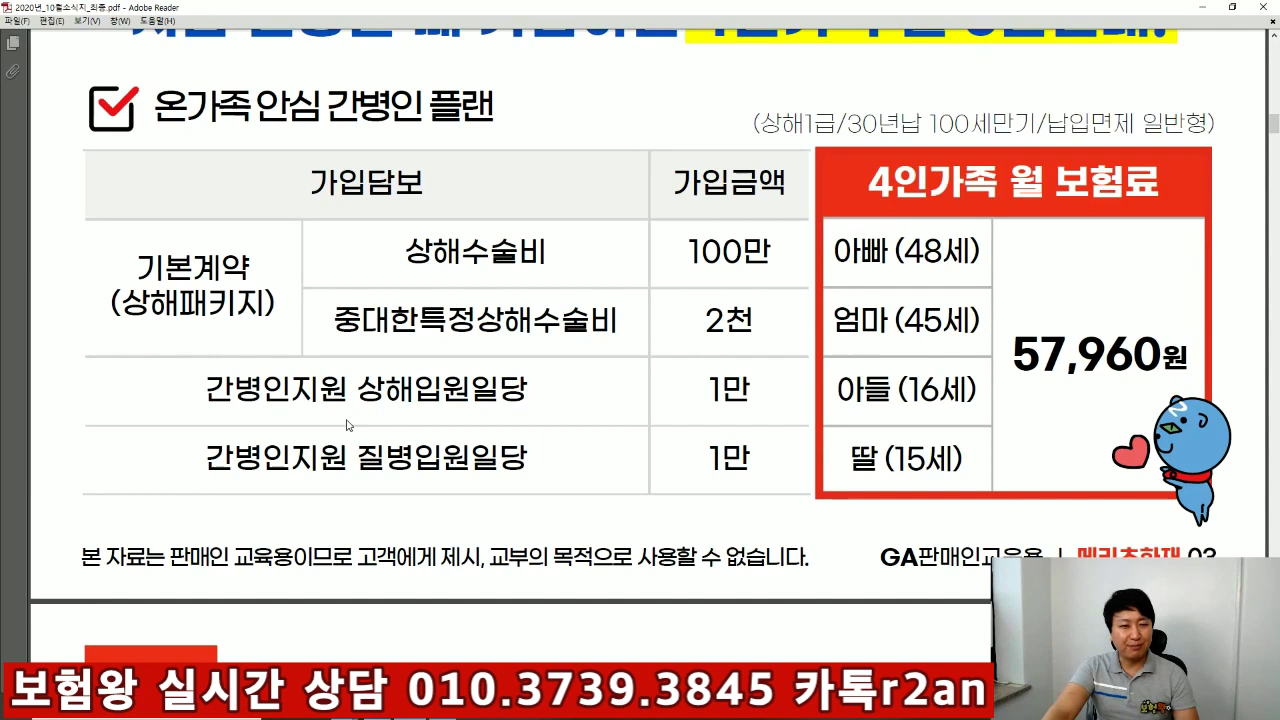 2020년_10월소식지_최종.pdf - Adobe Reader
파일(F) 편집(E) 보기(V) 창(W) 도움말(H)
온가족 안심 간병인 플랜
(상해1급/30년납 100세만기/납입면제 일반형)
가입담보 가입금액 4인가족 월 보험료
기본계약
(상해패키지)
상해수술비 100만 아빠 (48세)
중대한특정상해수술비 2천 엄마 (45세)
57,960원
간병인지원 상해입원일당 1만 아들 (16세)
간병인지원 질병입원일당 1만 딸 (15세)
본 자료는 판매인 교육용이므로 고객에게 제시, 교부의 목적으로 사용할 수 없습니다.
GA판매인교육용 | 메리츠화재 03
보험왕 실시간 상담 010.3739.3845 카톡r2an